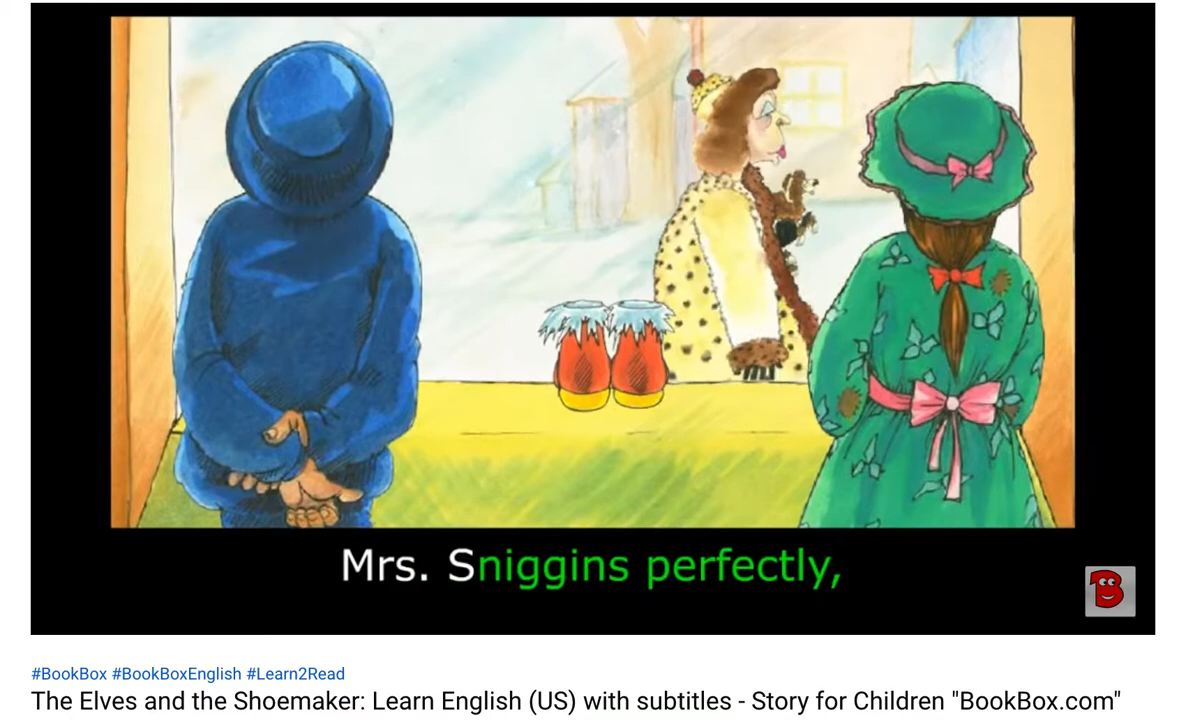 Mrs. Sniggins perfectly,
B
#BookBox #BookBoxEnglish #Learn2Read
The Elves and the Shoemaker: Learn English (US) with subtitles - Story for Children "BookBox.com"